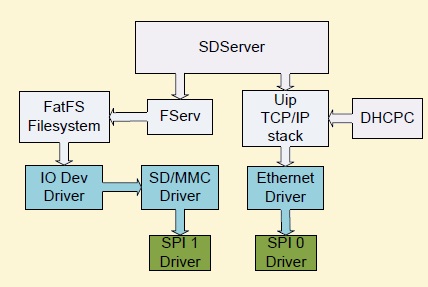 SDServer
FatFS
Filesystem
FServ
Uip
TCP/IP
stack
DHCPC
IO Dev
Driver
SD/MMC
Driver
Ethernet
Driver
SPI 1
Driver
SPI 0
Driver